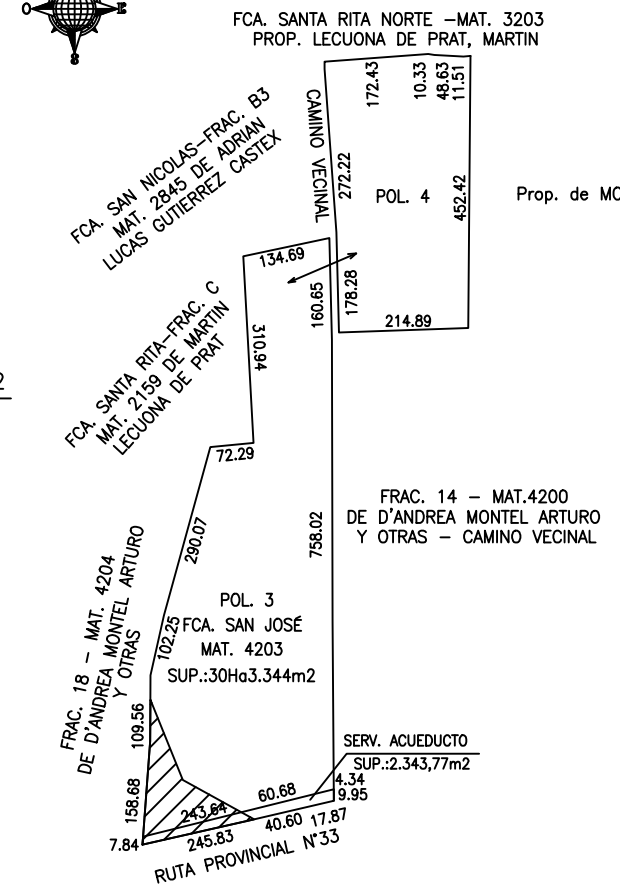 O
E
S
FCA. SANTA RITA NORTE -MAT. 3203
PROP. LECUONA DE PRAT, MARTIN
172.43
10.33
48.63
11.51
CAMINO VECINAL
272.22
POL. 4
452.42
Prop. de MO
FCA. SAN NICOLAS-FRAC. B3
MAT. 2845 DE ADRIAN
LUCAS GUTIERREZ CASTEX
134.69
160.65
178.28
214.89
FCA. SANTA RITA-FRAC. C
MAT. 2159 DE MARTIN
LECUONA DE PRAT
310.94
2
72.29
290.07
758.02
FRAC. 14 - MAT.4200
DE D'ANDREA MONTEL ARTURO
Y OTRAS - CAMINO VECINAL
FRAC. 18 - MAT. 4204
DE D'ANDREA MONTEL ARTURO
Y OTRAS
102.25
POL. 3
FCA. SAN JOSÉ
MAT. 4203
SUP.:30Ha3.344m2
109.56
158.68
SERV. ACUEDUCTO
SUP.:2.343,77m2
4.34
9.95
60.68
243.64
7.84
245.83
40.60
17.87
RUTA PROVINCIAL N°33